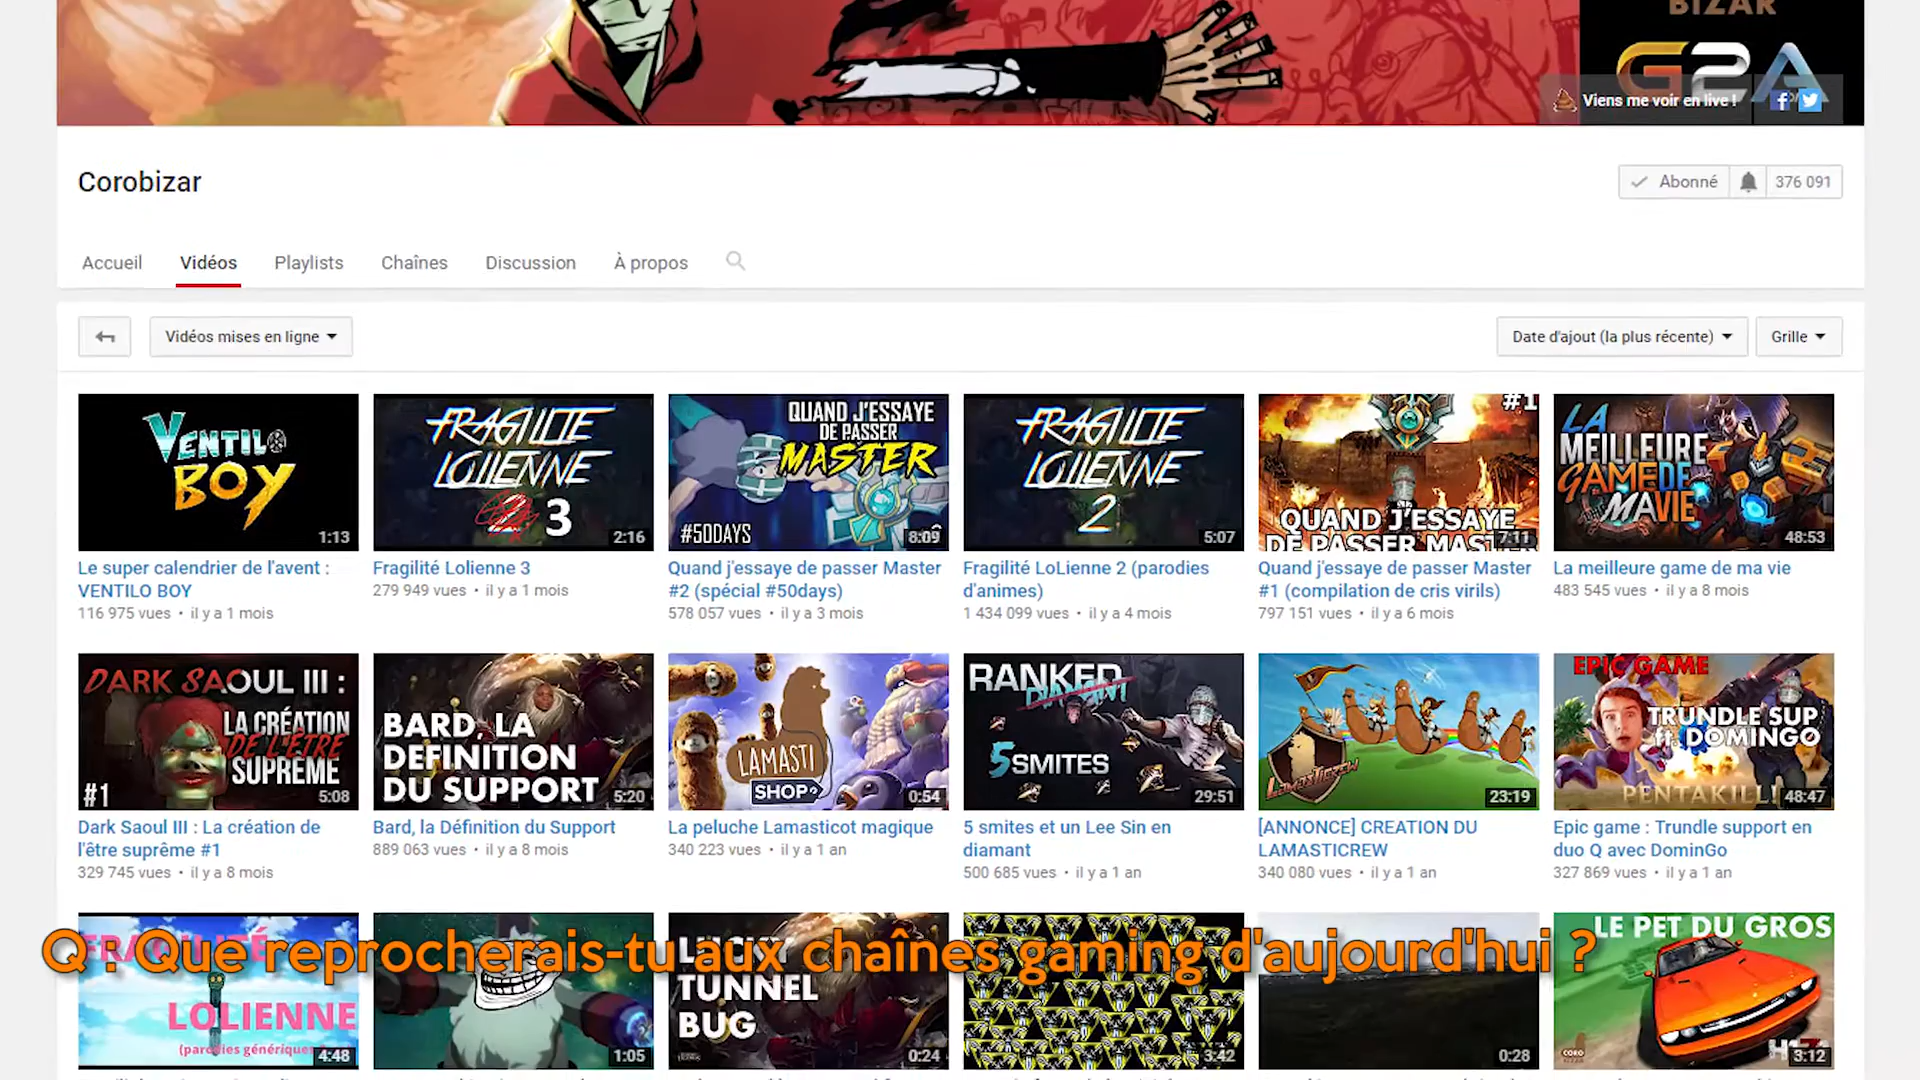 BIZAR
G2A
Viens me voir en live !
Corobizar
Abonné
376 091
Accueil
Vidéos
Playlists
Chaînes
Discussion
À propos
Vidéos mises en ligne
Date d'ajout (la plus récente)
Grille
VENTILO
BOY
1:13
FRAGILITE
LOLIENNE
3
2:16
QUAND J'ESSAYE
DE PASSER
MASTER
#50DAYS
8:09
FRAGILITE
LOLIENNE
2
5:07
#1
QUAND J'ESSAYE
DE PASSER MASTER
7:11
LA
MEILLEURE
GAME DE
MA VIE
48:53
Le super calendrier de l'avent :
VENTILO BOY
116 975 vues • il y a 1 mois
Fragilité Lolienne 3
279 949 vues • il y a 1 mois
Quand j'essaye de passer Master
#2 (spécial #50days)
578 057 vues • il y a 3 mois
Fragilité LoLienne 2 (parodies
d'animes)
1 434 099 vues • il y a 4 mois
Quand j'essaye de passer Master
#1 (compilation de cris virils)
797 151 vues • il y a 6 mois
La meilleure game de ma vie
483 545 vues • il y a 8 mois
DARK SAOUL III :
LA CRÉATION
DE L'ÊTRE
SUPRÊME
#1
5:08
BARD, LA
DEFINITION
DU SUPPORT
5:20
LAMASTI
SHOP
0:54
RANKED
DIAMANT
5 SMITES
29:51
LAMASTICREW
23:19
EPIC GAME
TRUNDLE SUP
ft. DOMINGO
PENTAKILL!
48:47
Dark Saoul III : La création de
l'être suprême #1
329 745 vues • il y a 8 mois
Bard, la Définition du Support
889 063 vues • il y a 8 mois
La peluche Lamasticot magique
340 223 vues • il y a 1 an
5 smites et un Lee Sin en
diamant
500 685 vues • il y a 1 an
[ANNONCE] CREATION DU
LAMASTICREW
340 080 vues • il y a 1 an
Epic game : Trundle support en
duo Q avec DominGo
327 869 vues • il y a 1 an
Q : Que reprocherais-tu aux chaînes gaming d'aujourd'hui ?
FRAGILITÉ
LOLIENNE
(parodies générique
4:48
1:05
TUNNEL
BUG
0:24
3:42
0:28
LE PET DU GROS
CORO
3:12